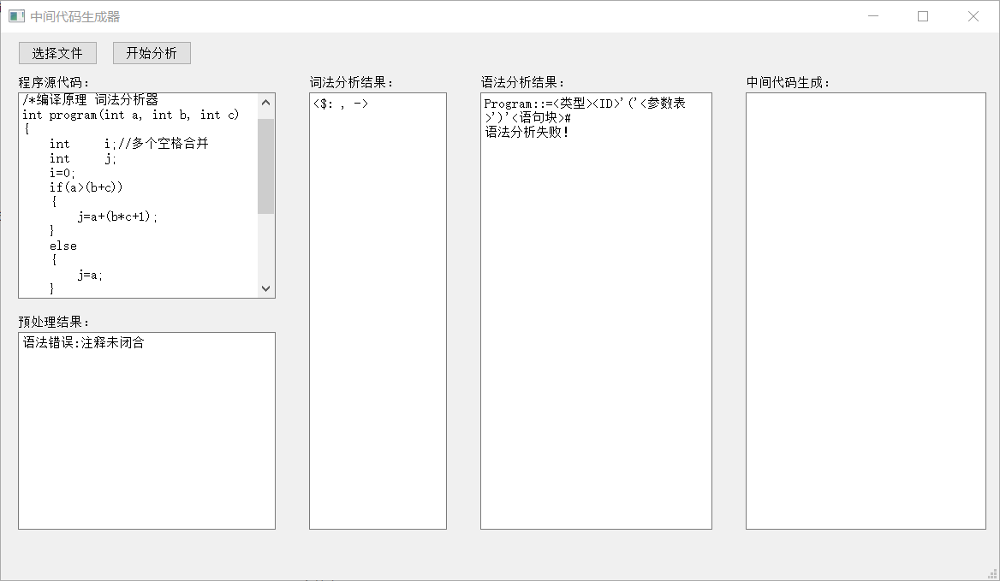 中间代码生成器
选择文件
开始分析
程序源代码:
/*编译原理 词法分析器
int program(int a, int b, int c)
{
int i;//多个空格合并
int j;
i=0;
if(a>(b+c))
{
j=a+(b*c+1);
}
else
{
j=a;
}
预处理结果:
语法错误:注释未闭合
词法分析结果:
<$: , ->
语法分析结果:
Program::=<类型><ID>'('<参数表
>')'<语句块>#
语法分析失败!
中间代码生成: